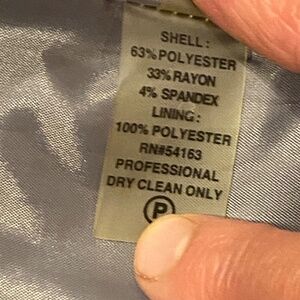 SHELL:
63% POLYESTER
33% RAYON
4% SPANDEX
LINING:
100% POLYESTER
RN#54163
PROFESSIONAL
DRY CLEAN ONLY
P